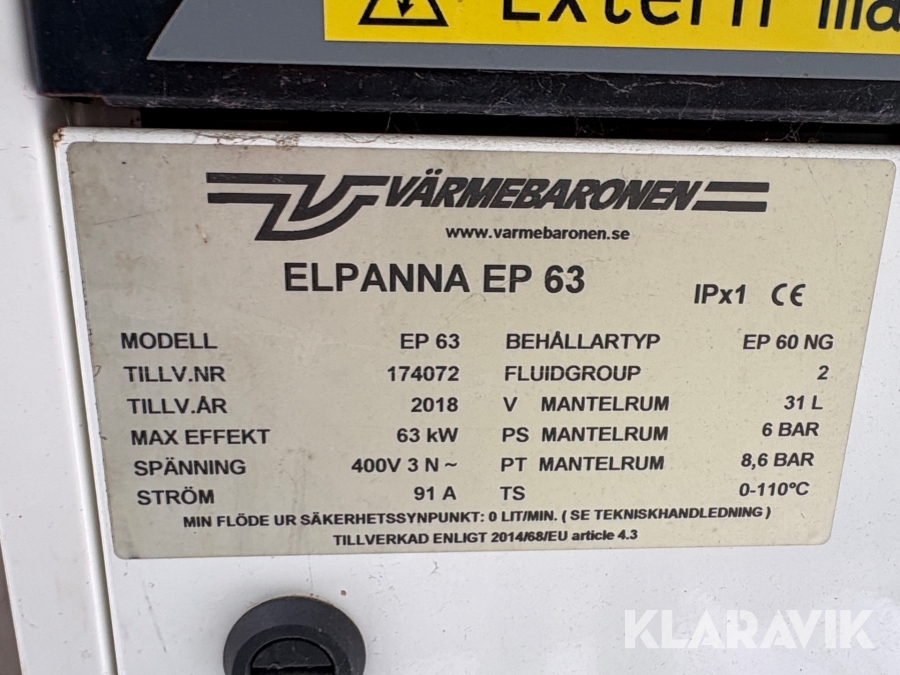 Extern ma
VÄRMEBARONEN
www.varmebaronen.se
ELPANNA EP 63
IPx1 CE
MODELL EP 63 BEHÅLLARTYP EP 60 NG
TILLV.NR 174072 FLUIDGROUP 2
TILLV.ÅR 2018 V MANTELRUM 31 L
MAX EFFEKT 63 kW PS MANTELRUM 6 BAR
SPÄNNING 400V 3 N ~ PT MANTELRUM 8,6 BAR
STRÖM 91 A TS 0-110°C
MIN FLÖDE UR SÄKERHETSSYNPUNKT: 0 LIT/MIN. ( SE TEKNISKHANDLEDNING )
TILLVERKAD ENLIGT 2014/68/EU article 4.3
KLARAVIK